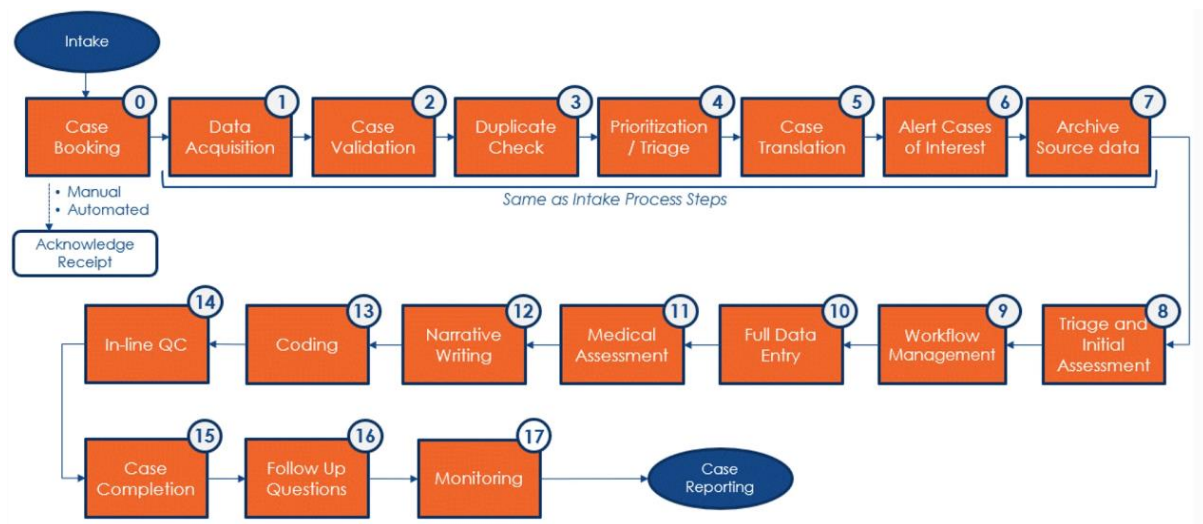 Intake
0
Case
Booking
1
Data
Acquisition
2
Case
Validation
3
Duplicate
Check
4
Prioritization
/ Triage
5
Case
Translation
6
Alert Cases
of Interest
7
Archive
Source data
• Manual
• Automated
Same as Intake Process Steps
Acknowledge
Receipt
14
In-line QC
13
Coding
12
Narrative
Writing
11
Medical
Assessment
10
Full Data
Entry
9
Workflow
Management
8
Triage and
Initial
Assessment
15
Case
Completion
16
Follow Up
Questions
17
Monitoring
Case
Reporting